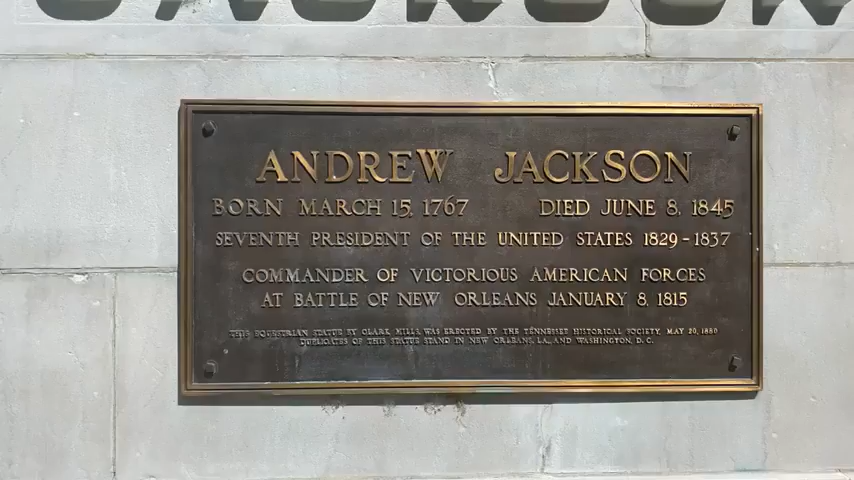 JACKSON
ANDREW JACKSON
BORN MARCH 15, 1767 DIED JUNE 8, 1845
SEVENTH PRESIDENT OF THE UNITED STATES 1829-1837
COMMANDER OF VICTORIOUS AMERICAN FORCES
AT BATTLE OF NEW ORLEANS JANUARY 8, 1815
THIS EQUESTRIAN STATUE BY CLARK MILLS WAS ERECTED BY THE TENNESSEE HISTORICAL SOCIETY, MAY 20, 1880
DUPLICATES OF THIS STATUE STAND IN NEW ORLEANS, LA., AND WASHINGTON, D.C.